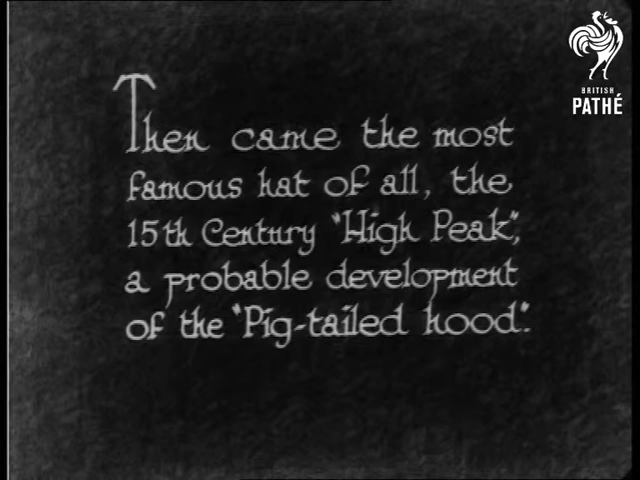 BRITISH
PATHÉ
Then came the most
famous hat of all, the
15th Century "High Peak",
a probable development
of the "Pig-tailed hood".